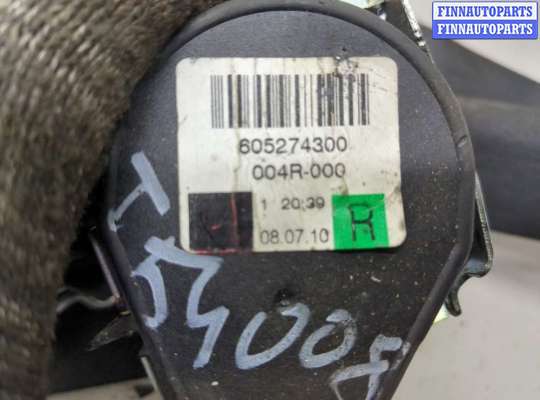 FINNAUTOPARTS
FINNAUTOPARTS
605274300
004R-000
1 20:39
08.07.10 R